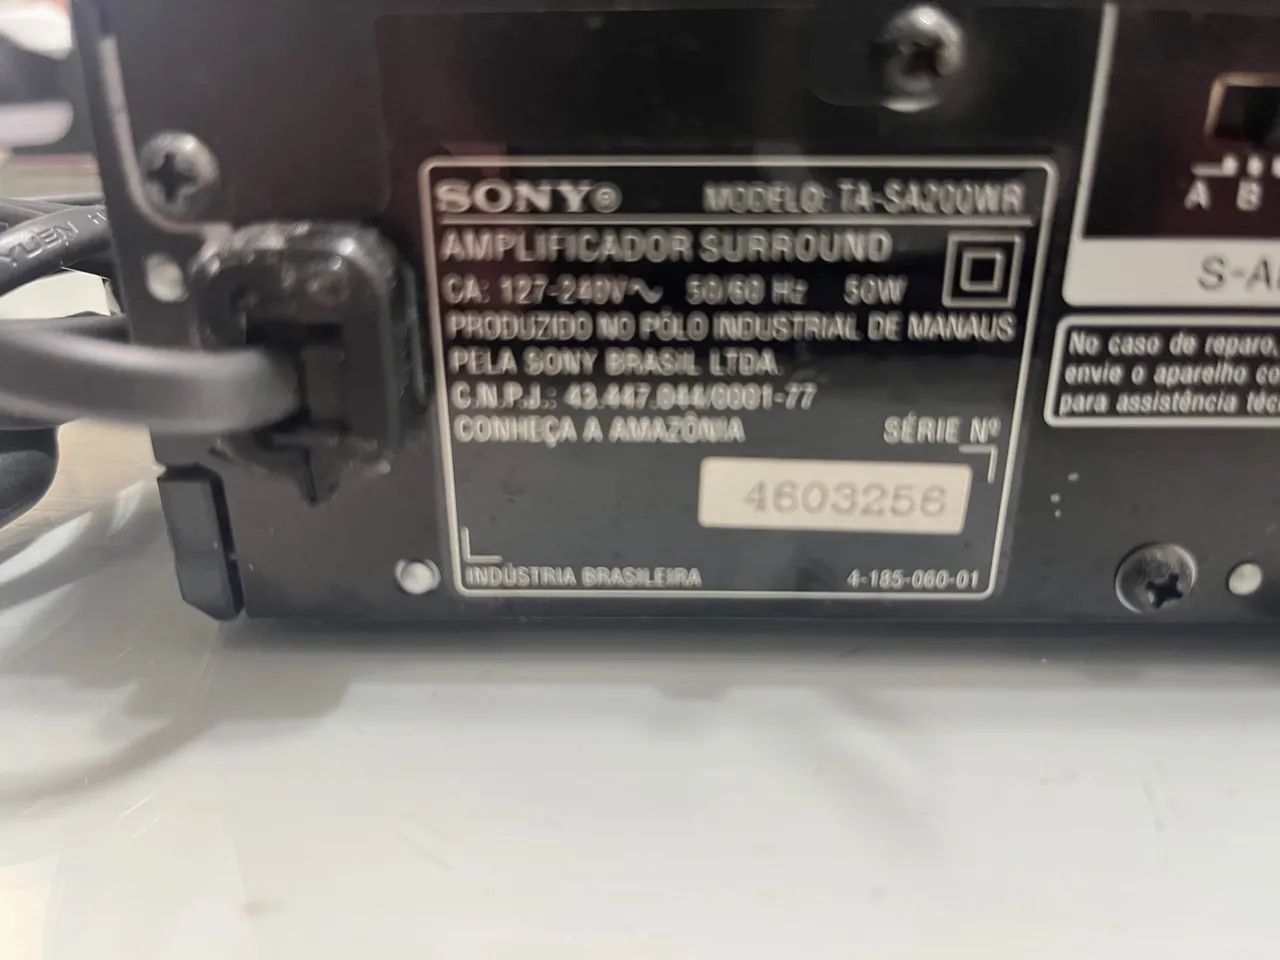 SONY® MODELO: TA-SA200WR
AMPLIFICADOR SURROUND
CA: 127-240V~ 50/60 Hz 50W
PRODUZIDO NO PÓLO INDUSTRIAL DE MANAUS
PELA SONY BRASIL LTDA.
C.N.P.J.: 43.447.044/0001-77
CONHEÇA A AMAZÔNIA SÉRIE Nº
4603256
INDÚSTRIA BRASILEIRA 4-185-060-01
A B
No caso de reparo,
envie o aparelho
para assistência